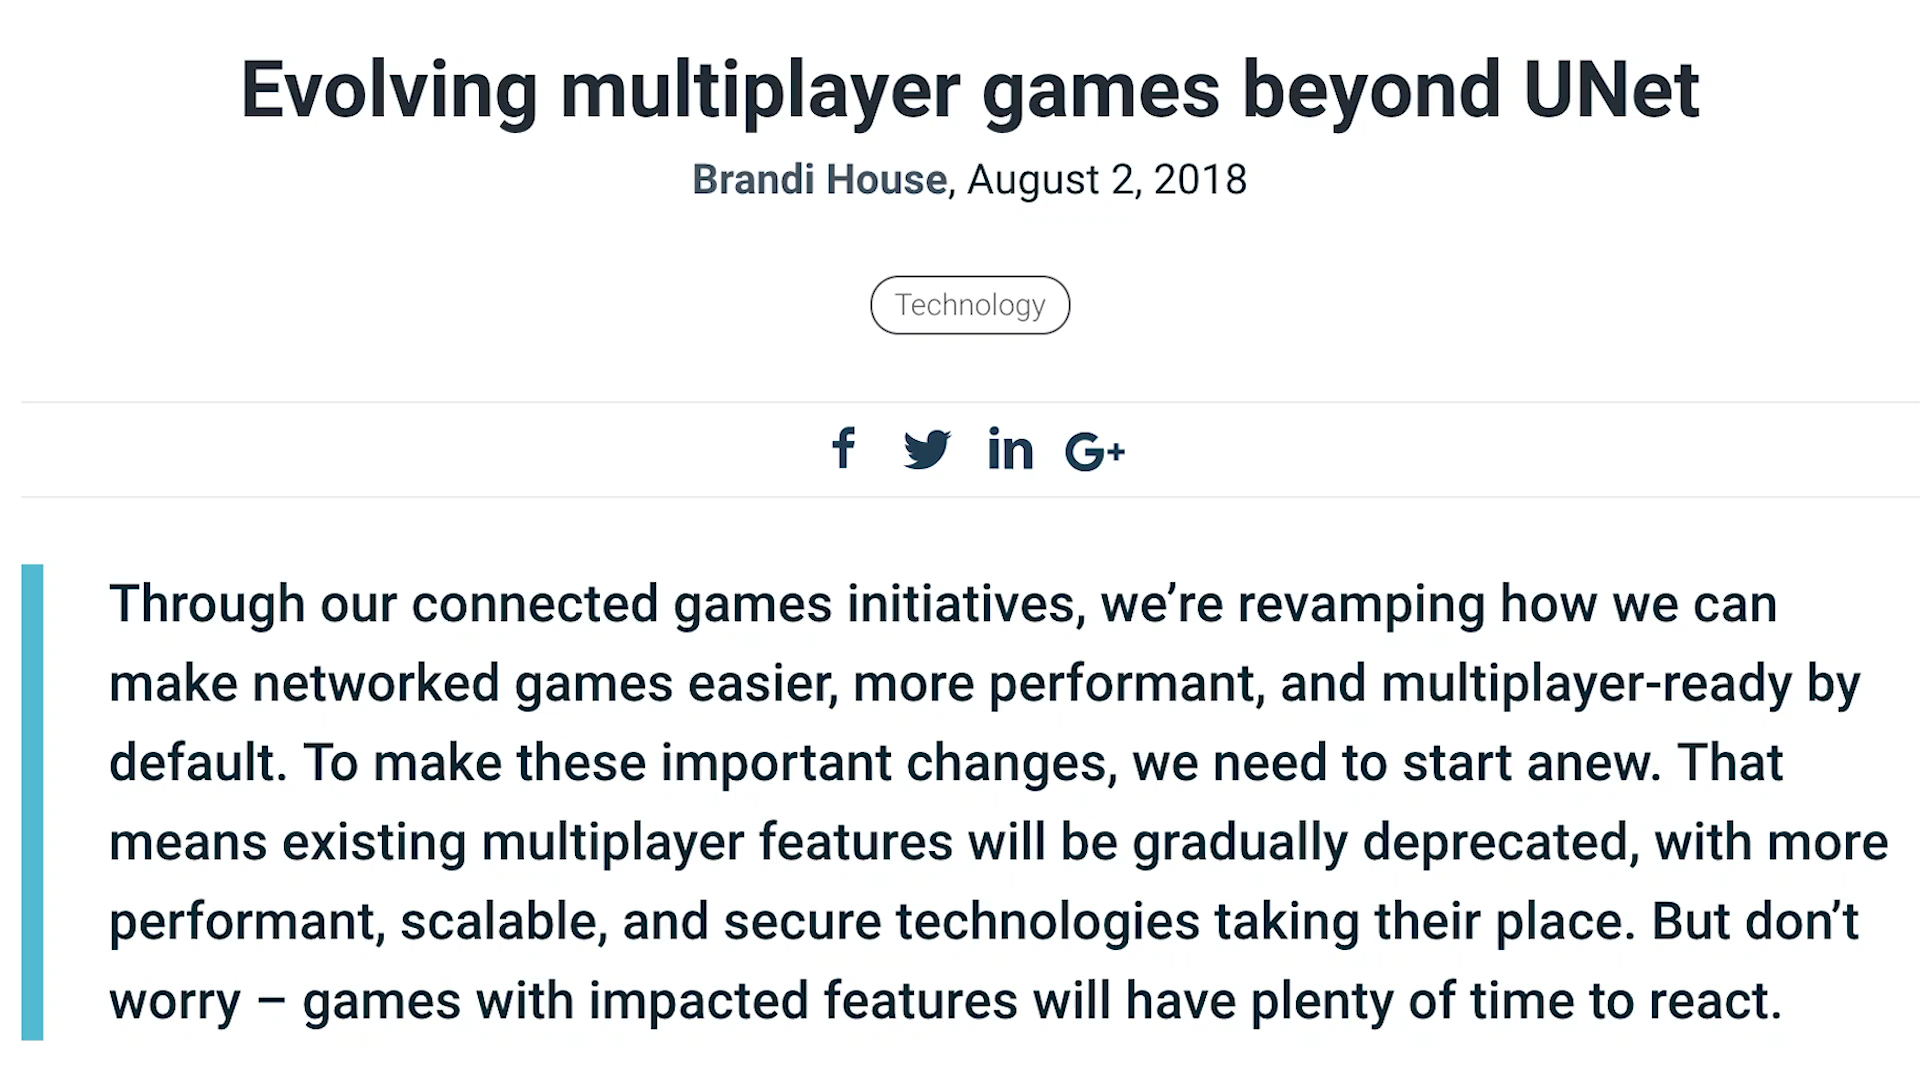 Evolving multiplayer games beyond UNet
Brandi House, August 2, 2018
Technology
f in G+
Through our connected games initiatives, we’re revamping how we can
make networked games easier, more performant, and multiplayer-ready by
default. To make these important changes, we need to start anew. That
means existing multiplayer features will be gradually deprecated, with more
performant, scalable, and secure technologies taking their place. But don’t
worry – games with impacted features will have plenty of time to react.